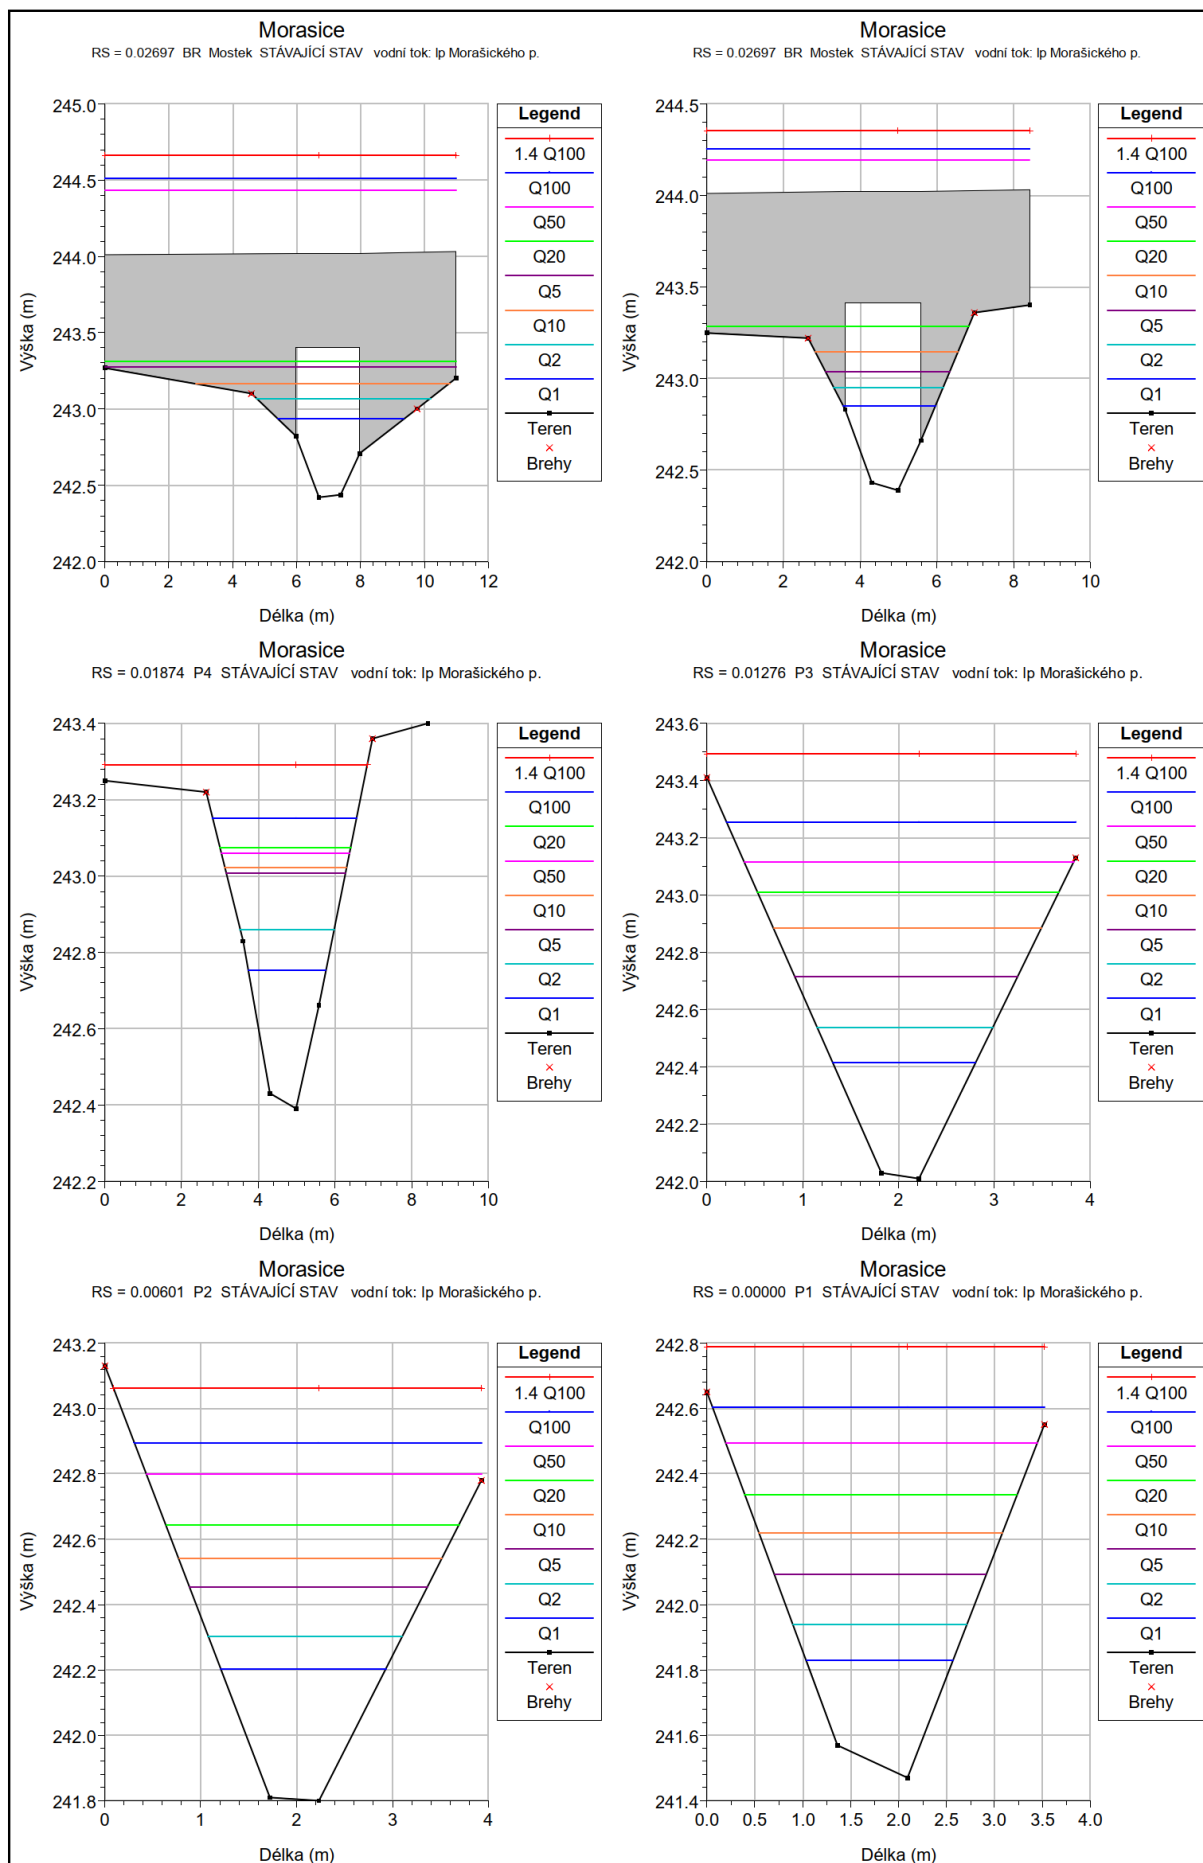 Morasice
RS = 0.02697 BR Mostek STÁVAJÍCÍ STAV vodní tok: lp Morašického p.
245.0
244.5
244.0
243.5
243.0
242.5
242.0
Výška (m)
0 2 4 6 8 10 12
Délka (m)
Legend
1.4 Q100
Q100
Q50
Q20
Q5
Q10
Q2
Q1
Teren
Brehy
Morasice
RS = 0.02697 BR Mostek STÁVAJÍCÍ STAV vodní tok: lp Morašického p.
244.5
244.0
243.5
243.0
242.5
242.0
Výška (m)
0 2 4 6 8 10
Délka (m)
Legend
1.4 Q100
Q100
Q50
Q20
Q10
Q5
Q2
Q1
Teren
Brehy
Morasice
RS = 0.01874 P4 STÁVAJÍCÍ STAV vodní tok: lp Morašického p.
243.4
243.2
243.0
242.8
242.6
242.4
242.2
Výška (m)
0 2 4 6 8 10
Délka (m)
Legend
1.4 Q100
Q100
Q20
Q50
Q10
Q5
Q2
Q1
Teren
Brehy
Morasice
RS = 0.01276 P3 STÁVAJÍCÍ STAV vodní tok: lp Morašického p.
243.6
243.4
243.2
243.0
242.8
242.6
242.4
242.2
242.0
Výška (m)
0 1 2 3 4
Délka (m)
Legend
1.4 Q100
Q100
Q50
Q20
Q10
Q5
Q2
Q1
Teren
Brehy
Morasice
RS = 0.00601 P2 STÁVAJÍCÍ STAV vodní tok: lp Morašického p.
243.2
243.0
242.8
242.6
242.4
242.2
242.0
241.8
Výška (m)
0 1 2 3 4
Délka (m)
Legend
1.4 Q100
Q100
Q50
Q20
Q10
Q5
Q2
Q1
Teren
Brehy
Morasice
RS = 0.00000 P1 STÁVAJÍCÍ STAV vodní tok: lp Morašického p.
242.8
242.6
242.4
242.2
242.0
241.8
241.6
241.4
Výška (m)
0.0 0.5 1.0 1.5 2.0 2.5 3.0 3.5 4.0
Délka (m)
Legend
1.4 Q100
Q100
Q50
Q20
Q10
Q5
Q2
Q1
Teren
Brehy